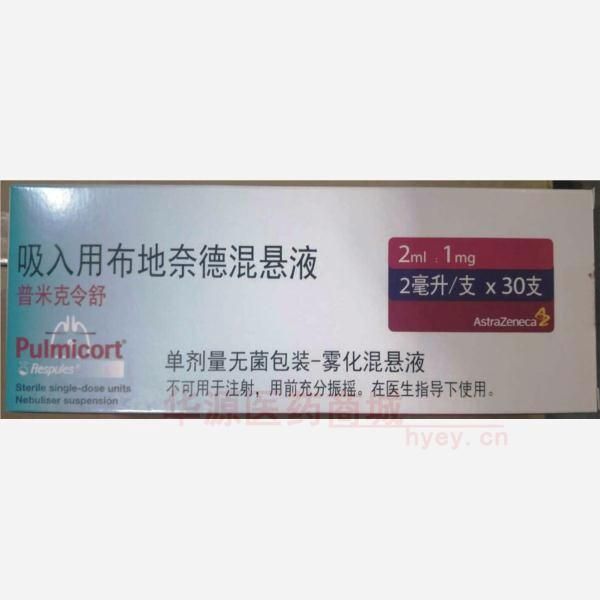 吸入用布地奈德混悬液
普米克令舒
Pulmicort®
Respules®
Sterile single-dose units
Nebuliser suspension
2ml : 1mg
2毫升/支 x 30支
AstraZeneca
单剂量无菌包装-雾化混悬液
不可用于注射，用前充分振摇。在医生指导下使用。
华源医药商城
hyey.cn